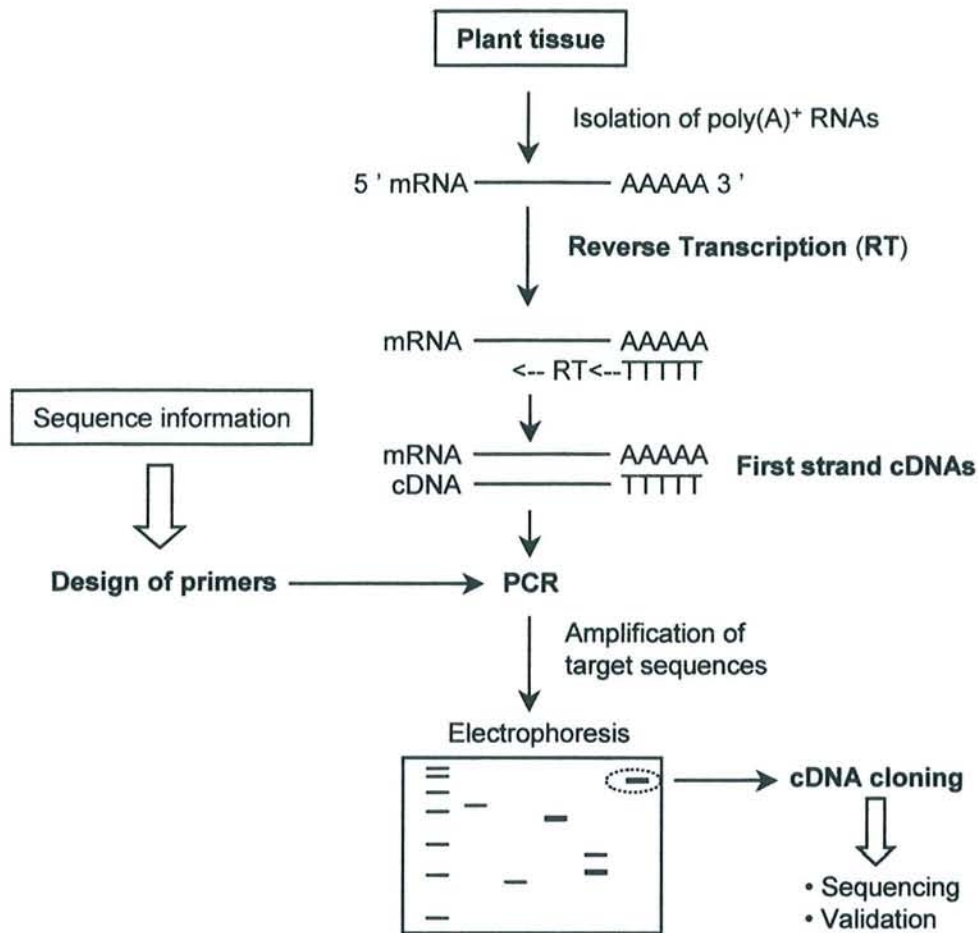 Plant tissue
Isolation of poly(A)⁺ RNAs
5 ' mRNA AAAAA 3 '
Reverse Transcription (RT)
mRNA AAAAA
<-- RT<--TTTTT
Sequence information
mRNA AAAAA
cDNA TTTTT
First strand cDNAs
Design of primers
PCR
Amplification of
target sequences
Electrophoresis
cDNA cloning
• Sequencing
• Validation